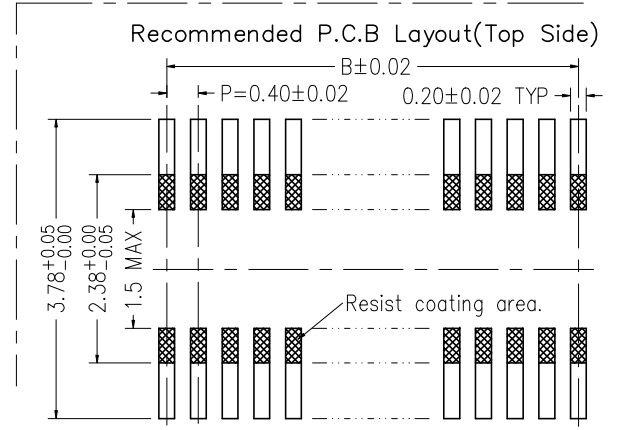 Recommended P.C.B Layout(Top Side)
B±0.02
P=0.40±0.02
0.20±0.02 TYP
3.78+0.05
-0.00
2.38+0.00
-0.05
1.5 MAX
Resist coating area.